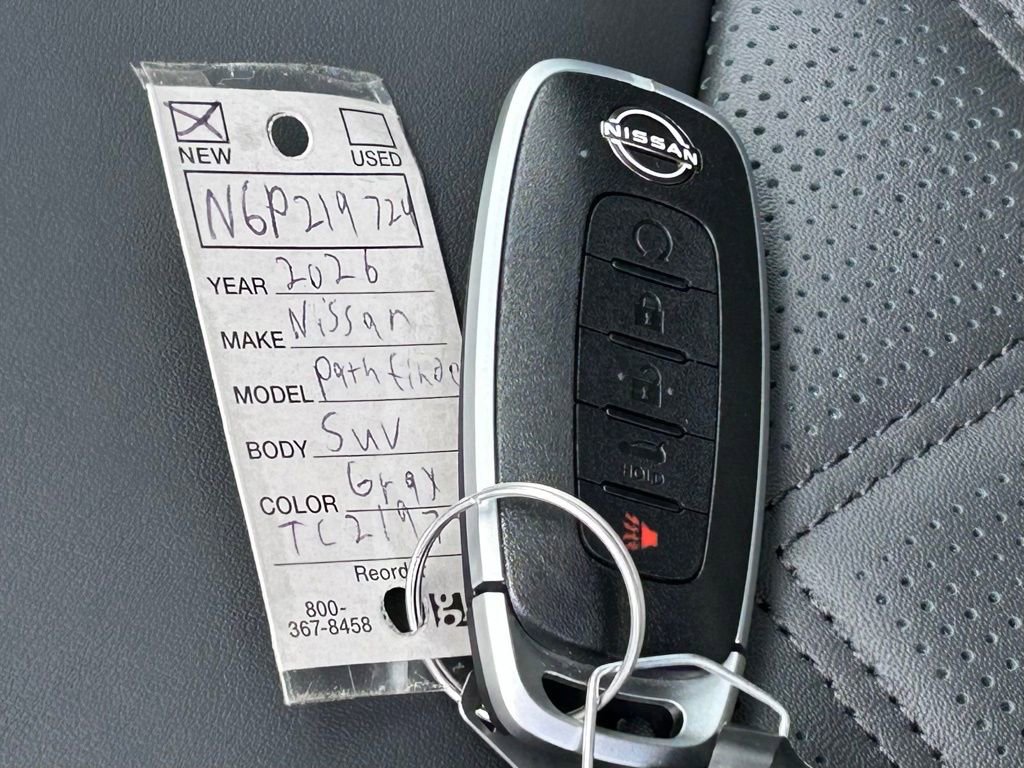 NEW USED
N6P219724
YEAR 2026
MAKE Nissan
MODEL Pathfinde
BODY Suv
COLOR Gray
TC2197
Reord
800-
367-8458
g
NISSAN
HOLD